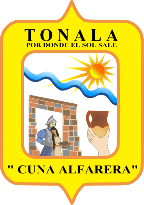 TONALA
POR DONDE EL SOL SALE
" CUNA ALFARERA"